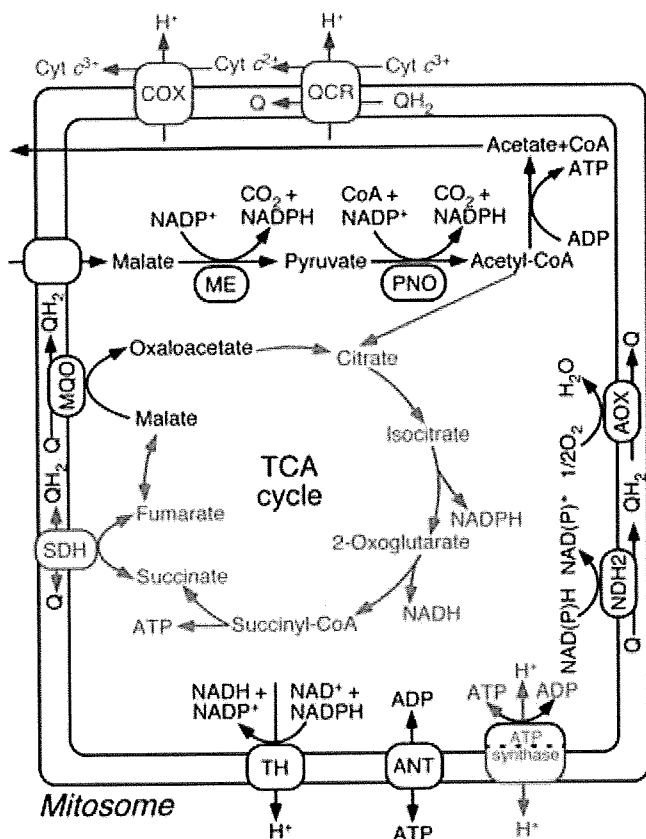 H⁺ H⁺
Cyt c³⁺ Cyt c²⁺ Cyt c³⁺
COX QCR
Q QH₂
Acetate+CoA
ATP
CO₂ + CoA + CO₂ +
NADP⁺ NADPH NADP⁺ NADPH
ADP
Malate Pyruvate Acetyl-CoA
ME PNO
QH₂
Oxaloacetate
Citrate
Q
MQO
H₂O
AOX
Malate
Isocitrate
Q
1/2O₂
TCA
cycle
QH₂
QH₂
Fumarate
NADPH
NAD(P)⁺
2-Oxoglutarate
SDH
Succinate
NDH2
Q
NADH
NAD(P)H
ATP Succinyl-CoA
Q
H⁺
NADH + NAD⁺ + ADP ATP ADP
NADP⁺ NADPH
ATP
synthase
TH ANT
Mitosome
H⁺ ATP H⁺